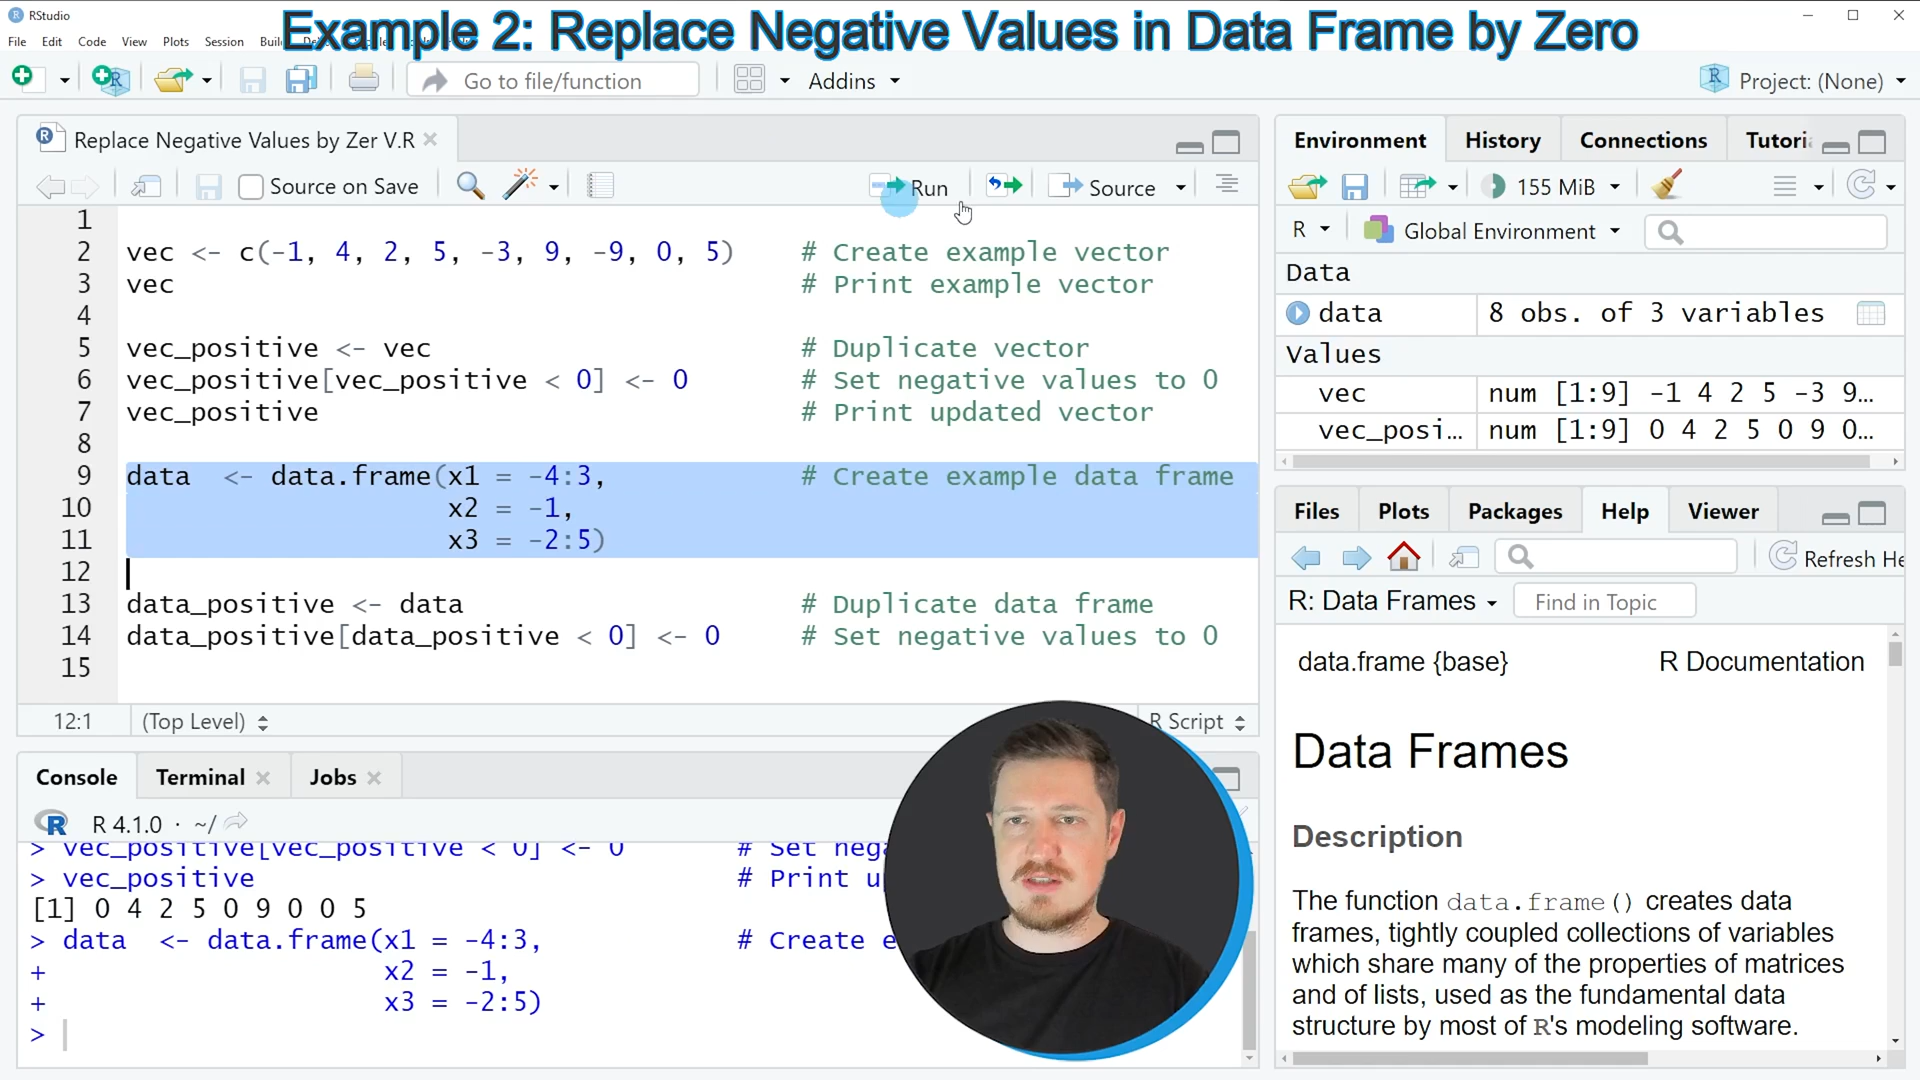 RStudio
Example 2: Replace Negative Values in Data Frame by Zero
File Edit Code View Plots Session
Go to file/function
Addins
Project: (None)
Replace Negative Values by Zer V.R
Source on Save
Run
Source
1
2 vec <- c(-1, 4, 2, 5, -3, 9, -9, 0, 5) # Create example vector
3 vec # Print example vector
4
5 vec_positive <- vec # Duplicate vector
6 vec_positive[vec_positive < 0] <- 0 # Set negative values to 0
7 vec_positive # Print updated vector
8
9 data <- data.frame(x1 = -4:3, # Create example data frame
10 x2 = -1,
11 x3 = -2:5)
12
13 data_positive <- data # Duplicate data frame
14 data_positive[data_positive < 0] <- 0 # Set negative values to 0
15
12:1 (Top Level) R Script
Console Terminal Jobs
R 4.1.0 · ~/
> vec_positive[vec_positive < 0] <- 0 # Set nega
> vec_positive # Print u
[1] 0 4 2 5 0 9 0 0 5
> data <- data.frame(x1 = -4:3, # Create e
+ x2 = -1,
+ x3 = -2:5)
>
Environment History Connections Tutori
155 MiB
R Global Environment
Data
data 8 obs. of 3 variables
Values
vec num [1:9] -1 4 2 5 -3 9...
vec_posi... num [1:9] 0 4 2 5 0 9 0...
Files Plots Packages Help Viewer
Refresh He
R: Data Frames Find in Topic
data.frame {base} R Documentation
Data Frames
Description
The function data.frame() creates data
frames, tightly coupled collections of variables
which share many of the properties of matrices
and of lists, used as the fundamental data
structure by most of R's modeling software.